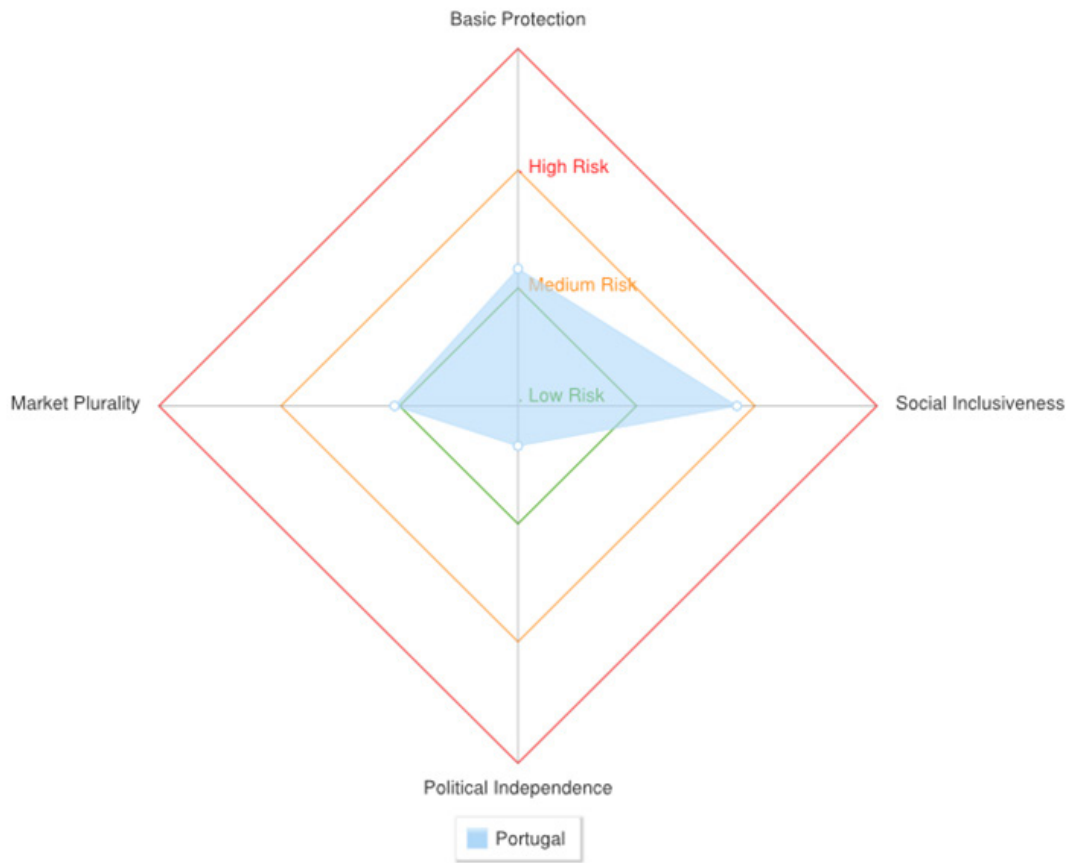 Basic Protection
High Risk
Medium Risk
. Low Risk
Market Plurality
Social Inclusiveness
Political Independence
Portugal